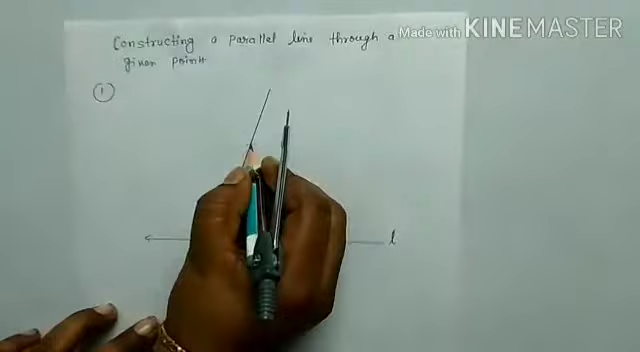 Made with KINEMASTER
Constructing a parallel line through a
given point
1
l